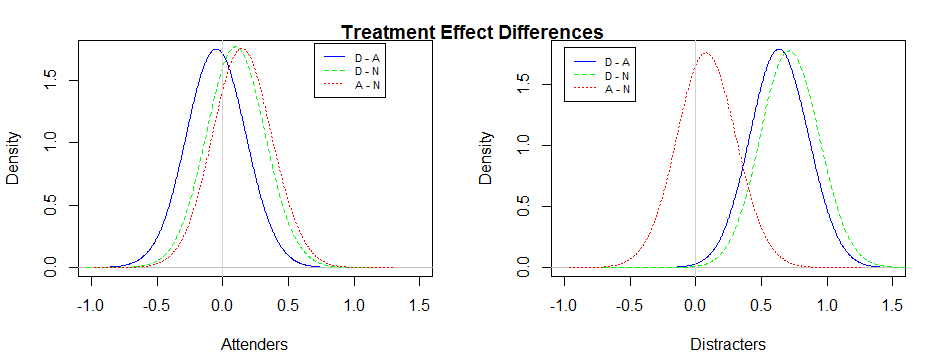 Treatment Effect Differences
D - A
D - N
A - N
Density
0.0 0.5 1.0 1.5
-1.0 -0.5 0.0 0.5 1.0 1.5
Attenders
D - A
D - N
A - N
Density
0.0 0.5 1.0 1.5
-1.0 -0.5 0.0 0.5 1.0 1.5
Distracters